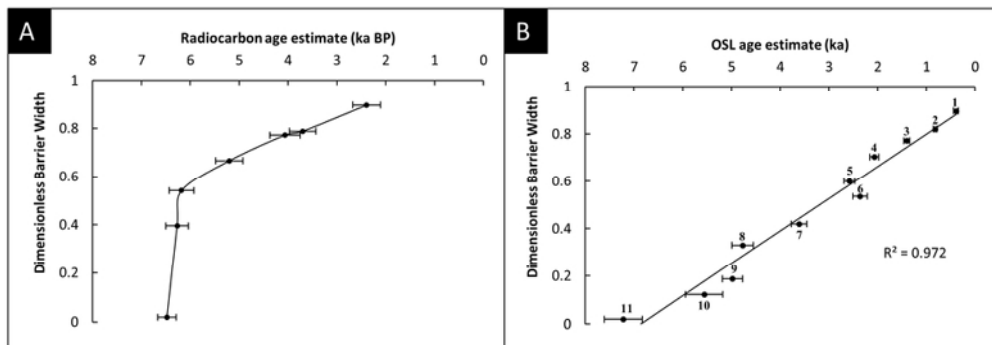 A
Radiocarbon age estimate (ka BP)
8 7 6 5 4 3 2 1 0
Dimensionless Barrier Width
1
0.8
0.6
0.4
0.2
0
B
OSL age estimate (ka)
8 7 6 5 4 3 2 1 0
Dimensionless Barrier Width
1
0.8
0.6
0.4
0.2
0
1
2
3
4
5
6
7
8
9
10
11
R² = 0.972